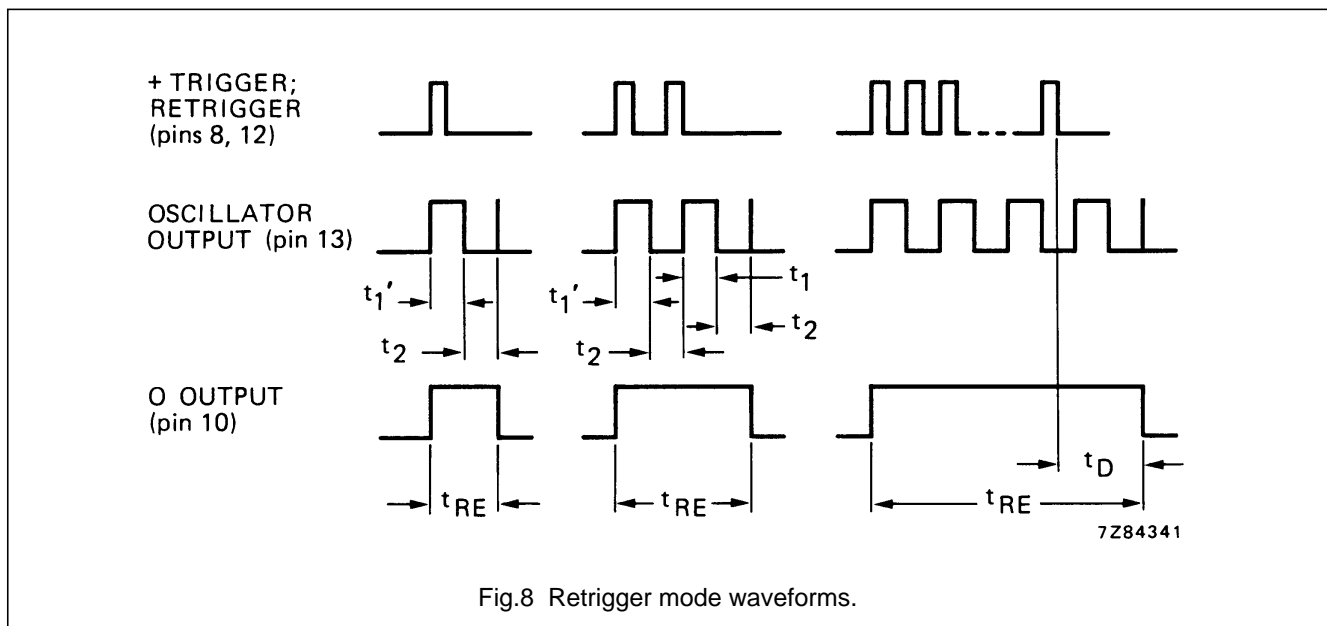 + TRIGGER;
RETRIGGER
(pins 8, 12)
OSCILLATOR
OUTPUT (pin 13)
t1' t2 t1' t2 t1 t2
O OUTPUT
(pin 10)
tRE tRE tRE tD
7Z84341
Fig.8 Retrigger mode waveforms.